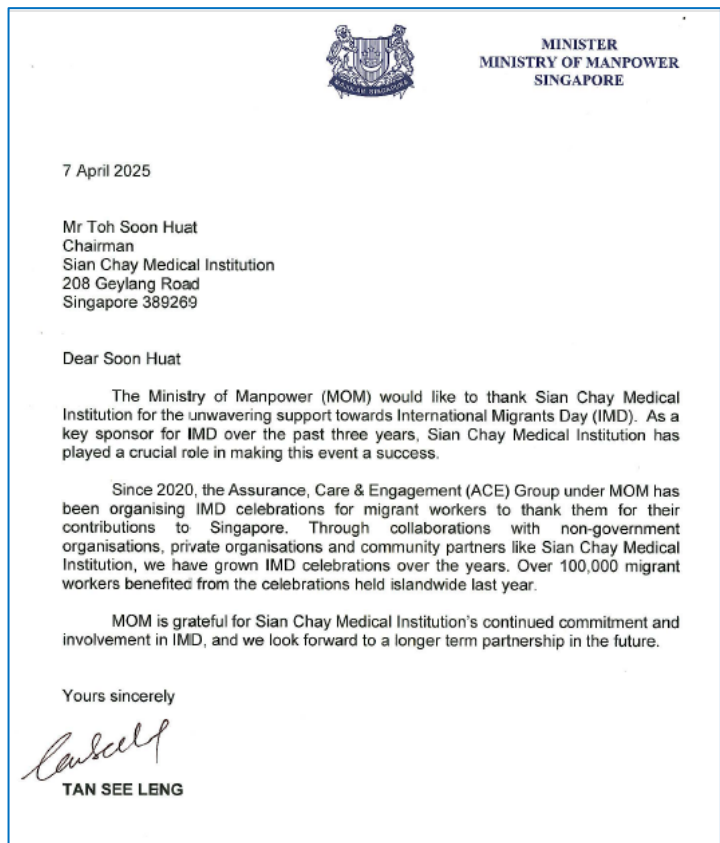 MINISTER
MINISTRY OF MANPOWER
SINGAPORE
MAJULAH SINGAPURA
7 April 2025
Mr Toh Soon Huat
Chairman
Sian Chay Medical Institution
208 Geylang Road
Singapore 389269
Dear Soon Huat
The Ministry of Manpower (MOM) would like to thank Sian Chay Medical
Institution for the unwavering support towards International Migrants Day (IMD). As a
key sponsor for IMD over the past three years, Sian Chay Medical Institution has
played a crucial role in making this event a success.
Since 2020, the Assurance, Care & Engagement (ACE) Group under MOM has
been organising IMD celebrations for migrant workers to thank them for their
contributions to Singapore. Through collaborations with non-government
organisations, private organisations and community partners like Sian Chay Medical
Institution, we have grown IMD celebrations over the years. Over 100,000 migrant
workers benefited from the celebrations held islandwide last year.
MOM is grateful for Sian Chay Medical Institution's continued commitment and
involvement in IMD, and we look forward to a longer term partnership in the future.
Yours sincerely
TAN SEE LENG